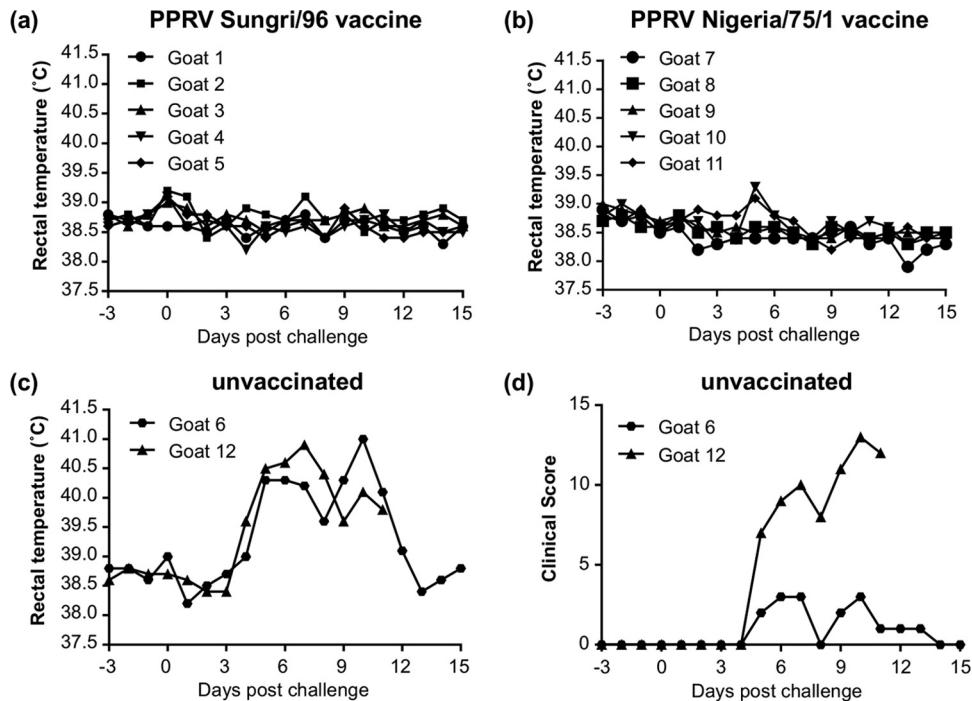 (a) PPRV Sungri/96 vaccine
Rectal temperature (˚C)
41.5
41.0
40.5
40.0
39.5
39.0
38.5
38.0
37.5
Goat 1
Goat 2
Goat 3
Goat 4
Goat 5
-3 0 3 6 9 12 15
Days post challenge
(b) PPRV Nigeria/75/1 vaccine
Rectal temperature (˚C)
41.5
41.0
40.5
40.0
39.5
39.0
38.5
38.0
37.5
Goat 7
Goat 8
Goat 9
Goat 10
Goat 11
-3 0 3 6 9 12 15
Days post challenge
(c) unvaccinated
Rectal temperature (˚C)
41.5
41.0
40.5
40.0
39.5
39.0
38.5
38.0
37.5
Goat 6
Goat 12
-3 0 3 6 9 12 15
Days post challenge
(d) unvaccinated
Clinical Score
15
10
5
0
Goat 6
Goat 12
-3 0 3 6 9 12 15
Days post challenge